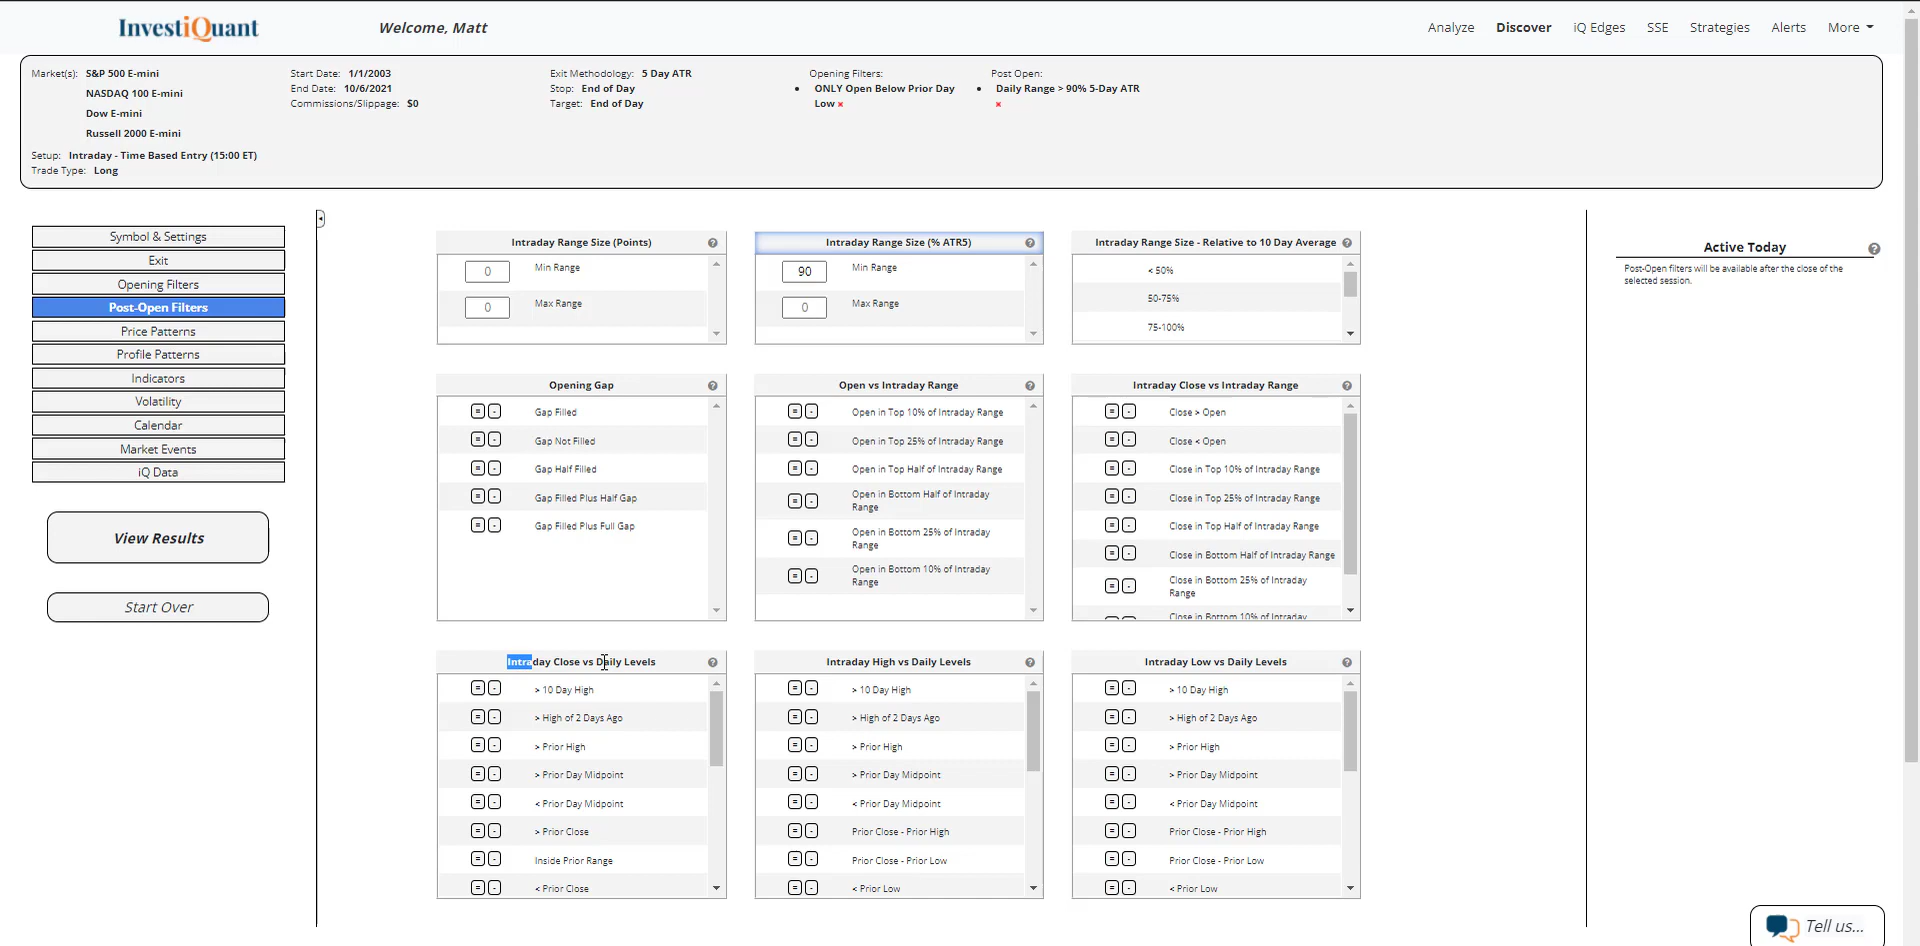 InvestiQuant
Welcome, Matt
Analyze Discover iQ Edges SSE Strategies Alerts More
Market(s): S&P 500 E-mini
NASDAQ 100 E-mini
Dow E-mini
Russell 2000 E-mini
Setup: Intraday - Time Based Entry (15:00 ET)
Trade Type: Long
Start Date: 1/1/2003
End Date: 10/6/2021
Commissions/Slippage: $0
Exit Methodology: 5 Day ATR
Stop: End of Day
Target: End of Day
Opening Filters:
• ONLY Open Below Prior Day
Low ×
Post Open:
• Daily Range > 90% 5-Day ATR
×
Symbol & Settings
Exit
Opening Filters
Post-Open Filters
Price Patterns
Profile Patterns
Indicators
Volatility
Calendar
Market Events
iQ Data
View Results
Start Over
Intraday Range Size (Points) ?
0 Min Range
0 Max Range
Intraday Range Size (% ATR5) ?
90 Min Range
0 Max Range
Intraday Range Size - Relative to 10 Day Average ?
< 50%
50-75%
75-100%
Opening Gap ?
= - Gap Filled
= - Gap Not Filled
= - Gap Half Filled
= - Gap Filled Plus Half Gap
= - Gap Filled Plus Full Gap
Open vs Intraday Range ?
= - Open in Top 10% of Intraday Range
= - Open in Top 25% of Intraday Range
= - Open in Top Half of Intraday Range
= - Open in Bottom Half of Intraday
Range
= - Open in Bottom 25% of Intraday
Range
= - Open in Bottom 10% of Intraday
Range
Intraday Close vs Intraday Range ?
= - Close > Open
= - Close < Open
= - Close in Top 10% of Intraday Range
= - Close in Top 25% of Intraday Range
= - Close in Top Half of Intraday Range
= - Close in Bottom Half of Intraday Range
= - Close in Bottom 25% of Intraday
Range
Close in Bottom 10% of Intraday
Intraday Close vs Daily Levels ?
= - > 10 Day High
= - > High of 2 Days Ago
= - > Prior High
= - > Prior Day Midpoint
= - < Prior Day Midpoint
= - > Prior Close
= - Inside Prior Range
= - < Prior Close
Intraday High vs Daily Levels ?
= - > 10 Day High
= - > High of 2 Days Ago
= - > Prior High
= - > Prior Day Midpoint
= - < Prior Day Midpoint
= - Prior Close - Prior High
= - Prior Close - Prior Low
= - < Prior Low
Intraday Low vs Daily Levels ?
= - > 10 Day High
= - > High of 2 Days Ago
= - > Prior High
= - > Prior Day Midpoint
= - < Prior Day Midpoint
= - Prior Close - Prior High
= - Prior Close - Prior Low
= - < Prior Low
Active Today ?
Post-Open filters will be available after the close of the
selected session.
Tell us...